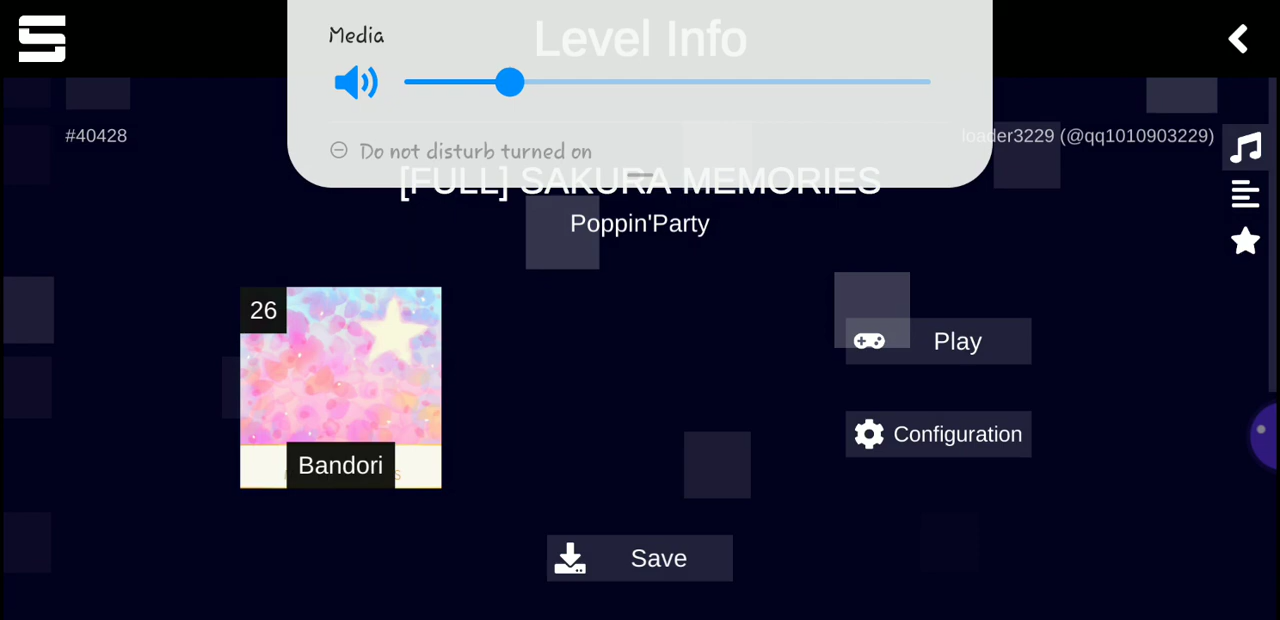 Media
Level Info
Do not disturb turned on
#40428
loader3229 (@qq1010903229)
[FULL] SAKURA MEMORIES
Poppin'Party
26
Bandori
Play
Configuration
Save